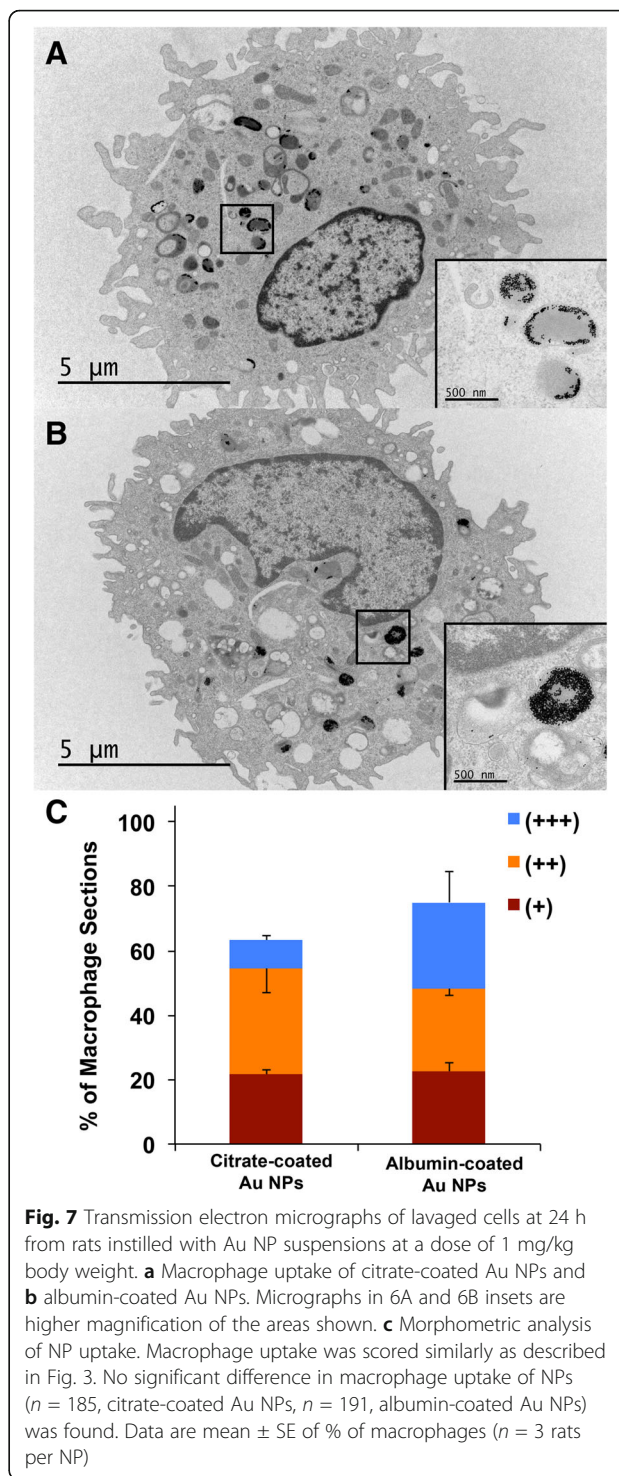 A
5 µm
500 nm
B
5 µm
500 nm
C
100
80
60
40
20
0
% of Macrophage Sections
(+++)
(++)
(+)
Citrate-coated
Au NPs
Albumin-coated
Au NPs
Fig. 7 Transmission electron micrographs of lavaged cells at 24 h
from rats instilled with Au NP suspensions at a dose of 1 mg/kg
body weight. a Macrophage uptake of citrate-coated Au NPs and
b albumin-coated Au NPs. Micrographs in 6A and 6B insets are
higher magnification of the areas shown. c Morphometric analysis
of NP uptake. Macrophage uptake was scored similarly as described
in Fig. 3. No significant difference in macrophage uptake of NPs
(n = 185, citrate-coated Au NPs, n = 191, albumin-coated Au NPs)
was found. Data are mean ± SE of % of macrophages (n = 3 rats
per NP)